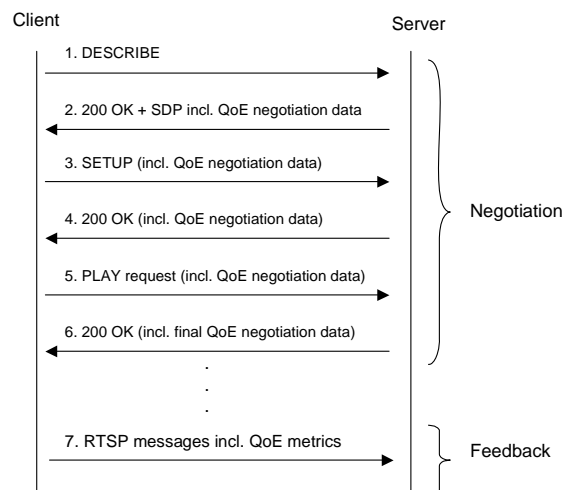 Client
Server
1. DESCRIBE
2. 200 OK + SDP incl. QoE negotiation data
3. SETUP (incl. QoE negotiation data)
4. 200 OK (incl. QoE negotiation data)
Negotiation
5. PLAY request (incl. QoE negotiation data)
6. 200 OK (incl. final QoE negotiation data)
.
.
.
7. RTSP messages incl. QoE metrics
Feedback